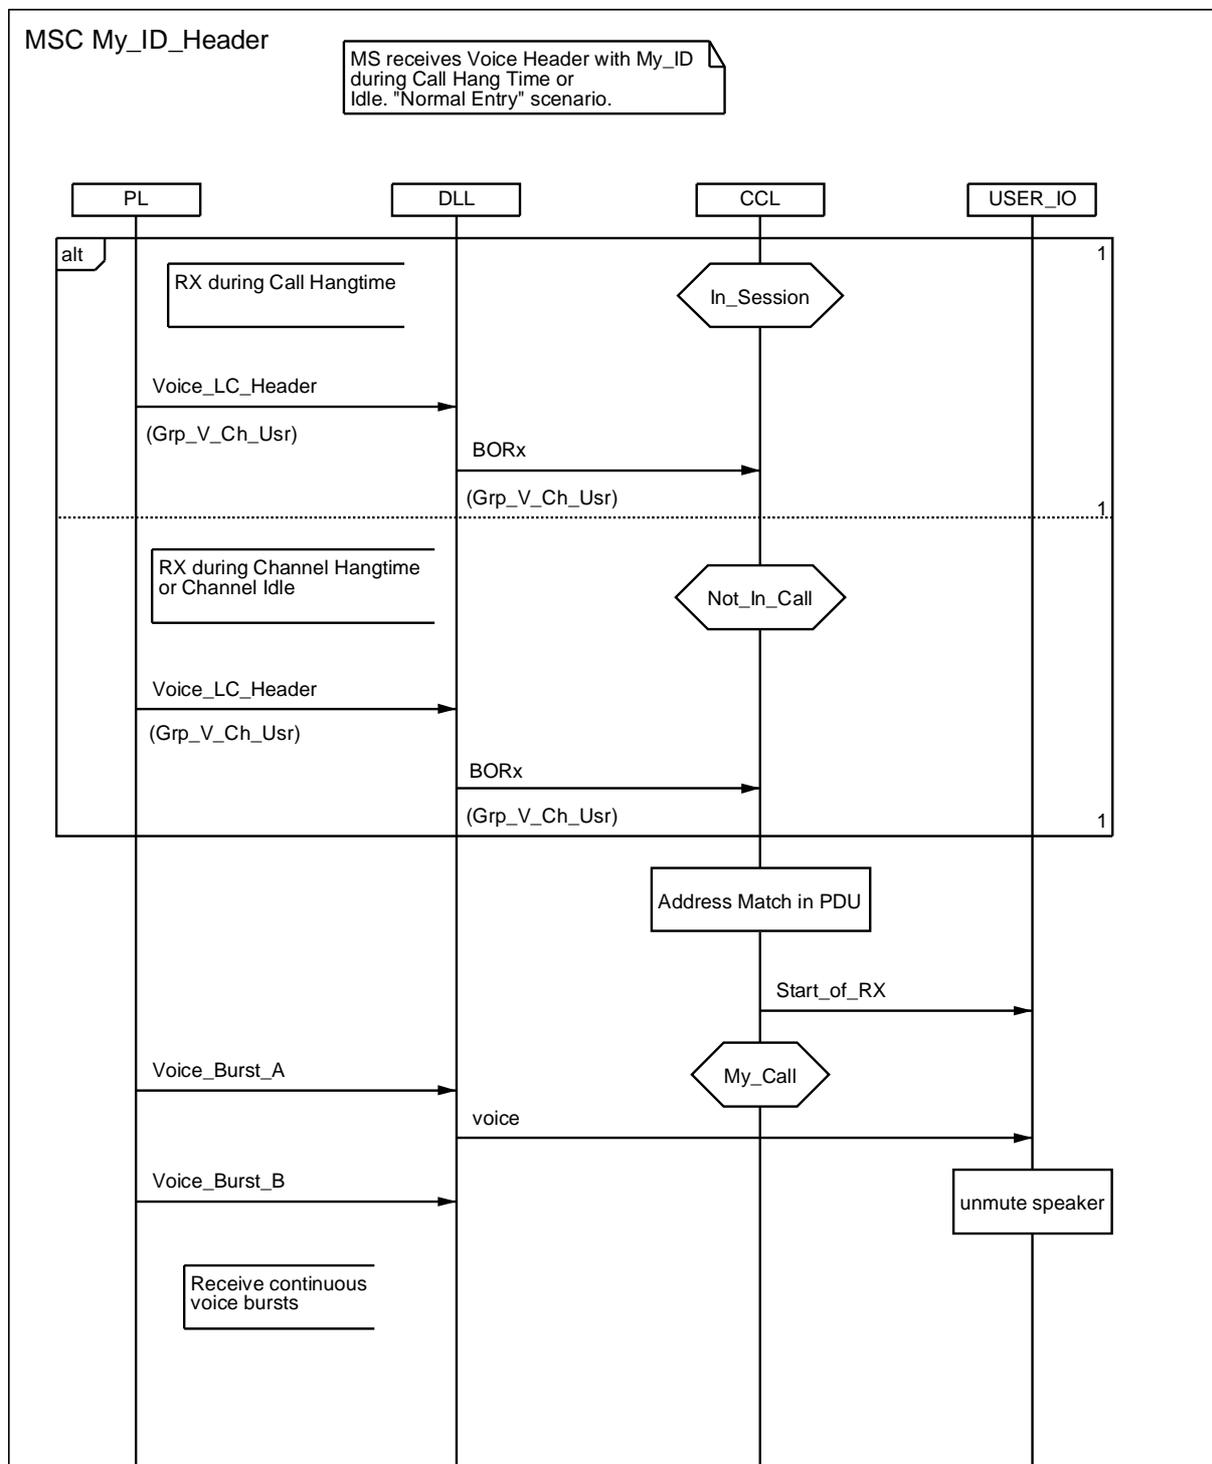 MSC My_ID_Header
MS receives Voice Header with My_ID
during Call Hang Time or
Idle. "Normal Entry" scenario.
PL
DLL
CCL
USER_IO
alt
1
RX during Call Hangtime
In_Session
Voice_LC_Header
(Grp_V_Ch_Usr)
BORx
(Grp_V_Ch_Usr)
1
RX during Channel Hangtime
or Channel Idle
Not_In_Call
Voice_LC_Header
(Grp_V_Ch_Usr)
BORx
(Grp_V_Ch_Usr)
1
Address Match in PDU
Start_of_RX
Voice_Burst_A
My_Call
voice
Voice_Burst_B
unmute speaker
Receive continuous
voice bursts